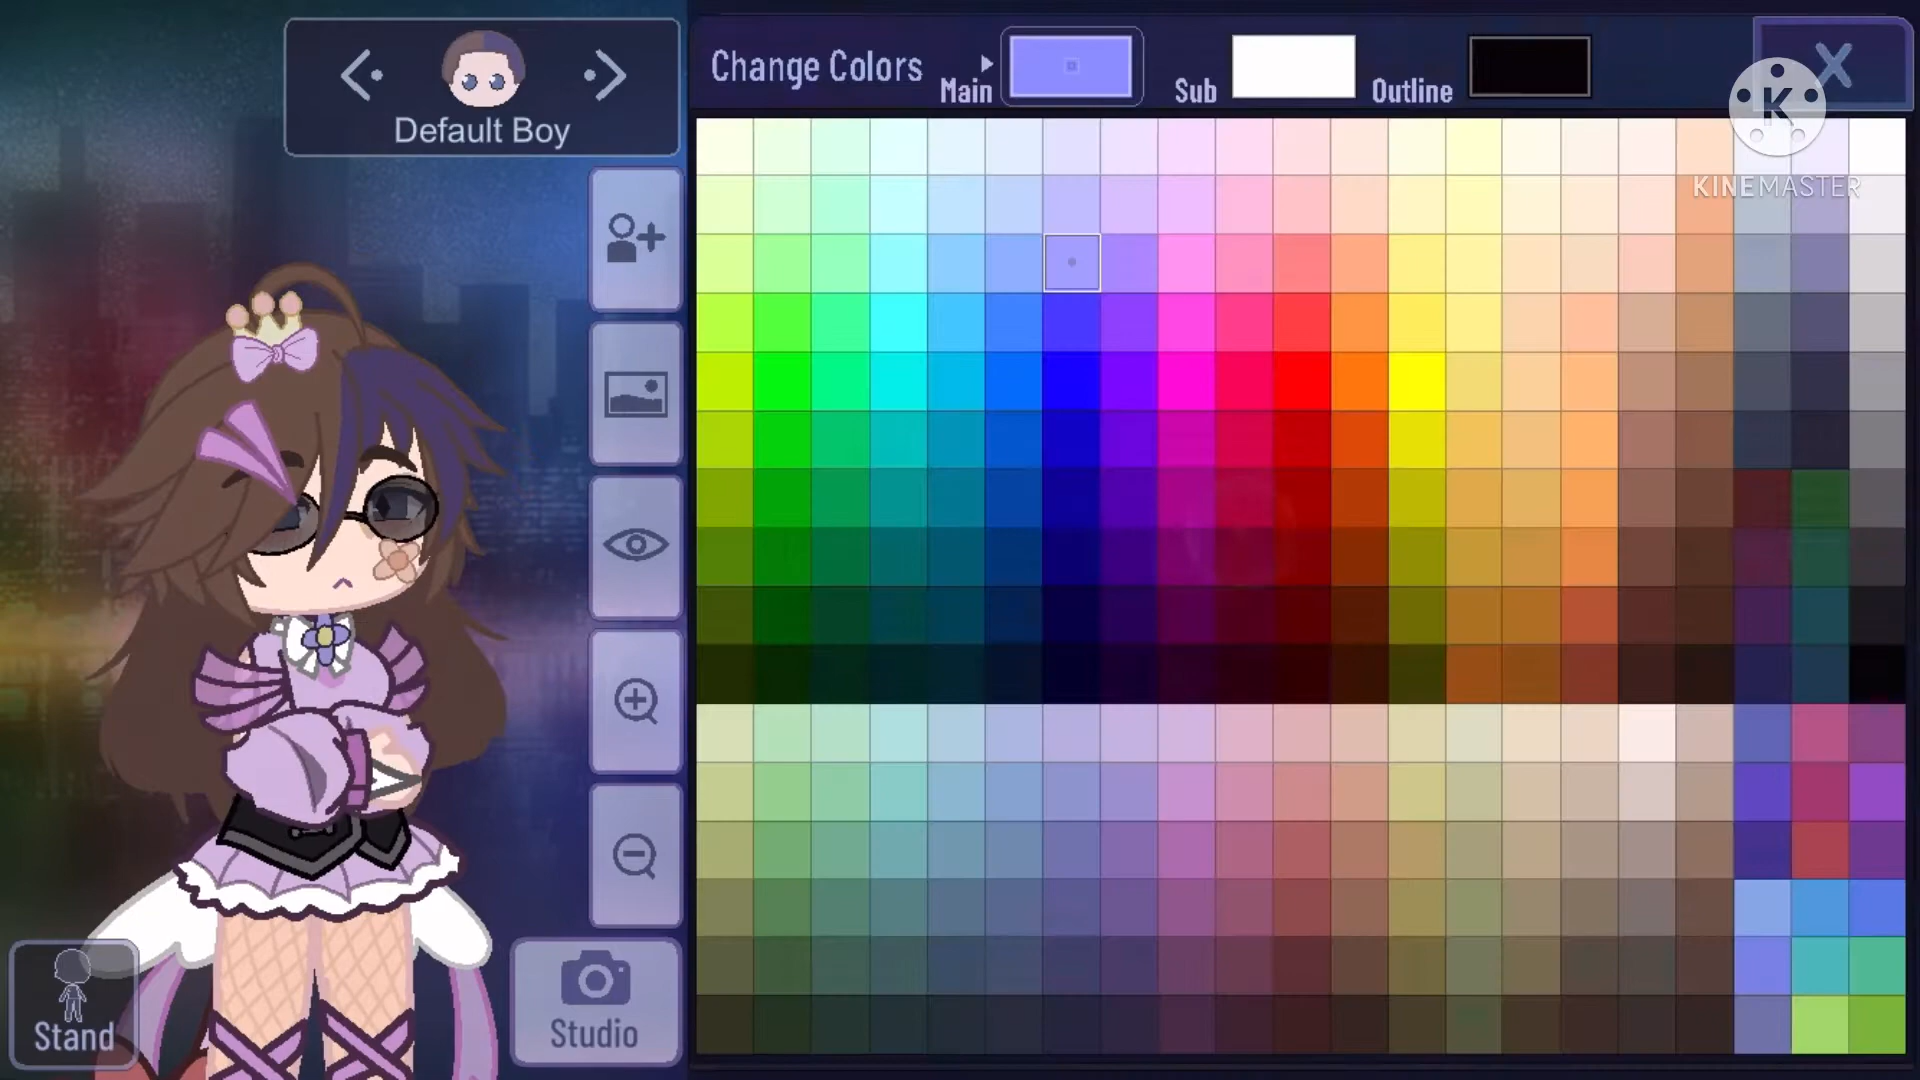 Default Boy
Change Colors
Main
Sub
Outline
X
K
KINEMASTER
Studio
Stand